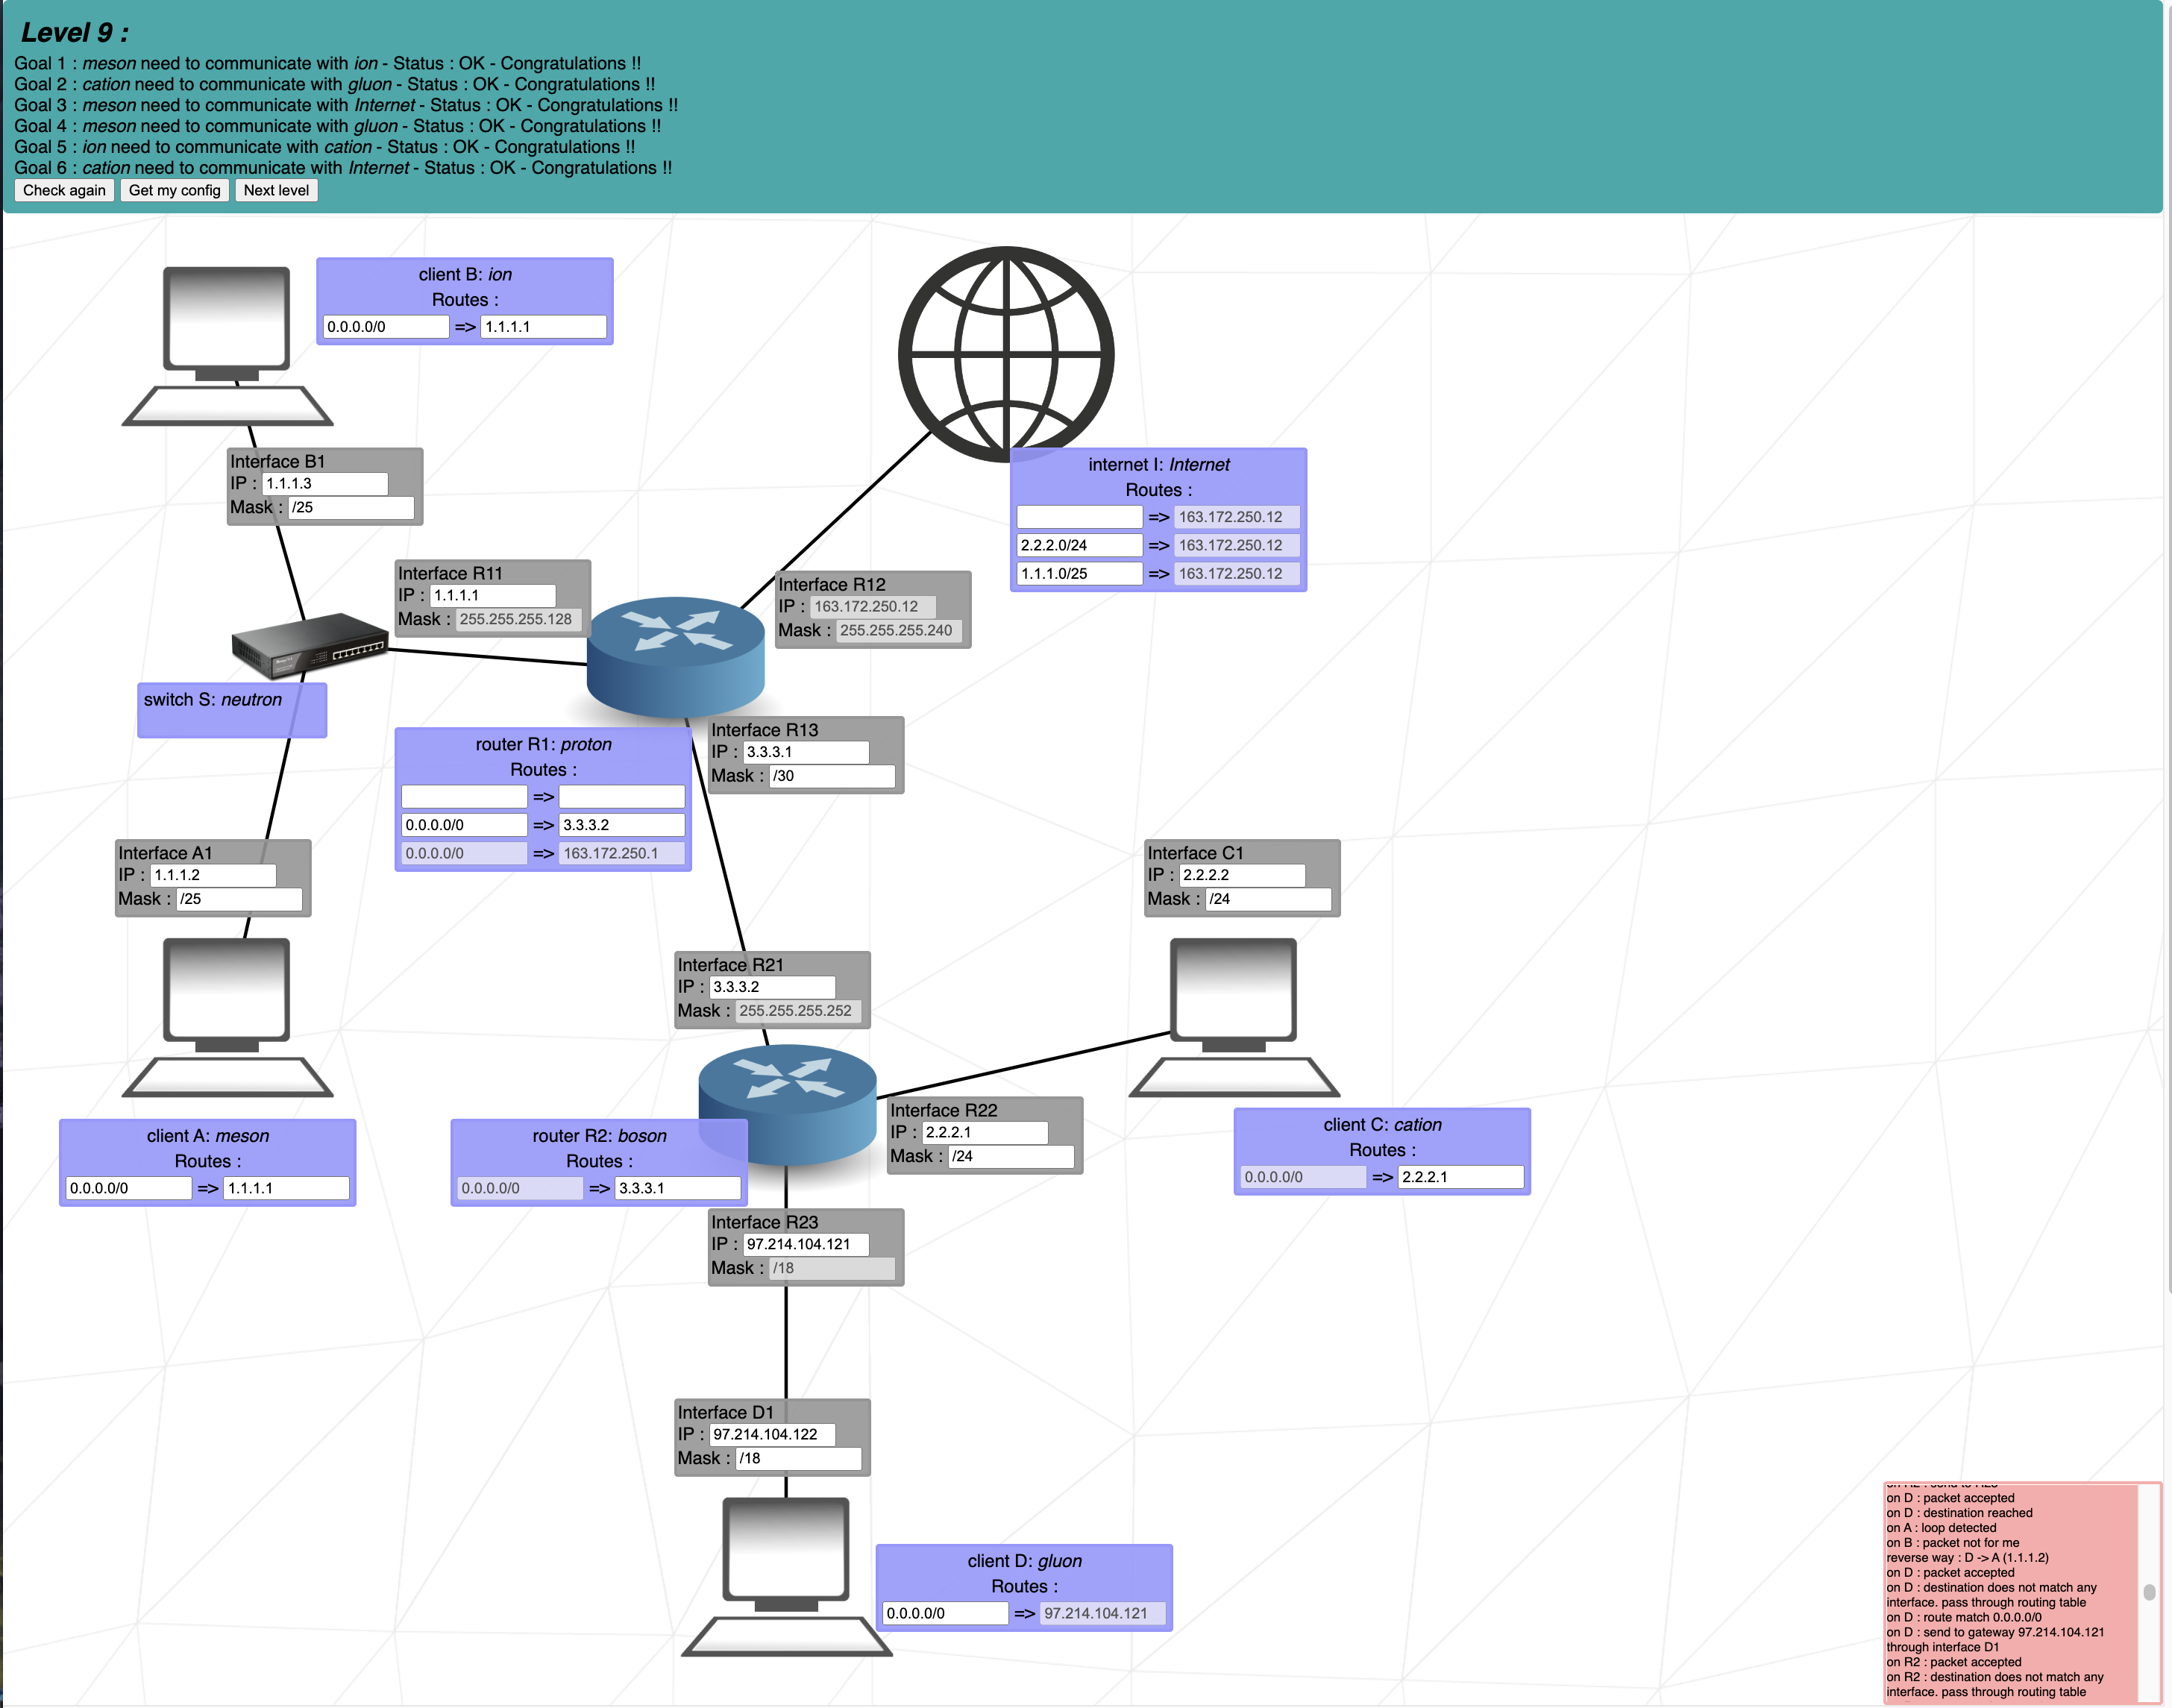 Level 9 :
Goal 1 : meson need to communicate with ion - Status : OK - Congratulations !!
Goal 2 : cation need to communicate with gluon - Status : OK - Congratulations !!
Goal 3 : meson need to communicate with Internet - Status : OK - Congratulations !!
Goal 4 : meson need to communicate with gluon - Status : OK - Congratulations !!
Goal 5 : ion need to communicate with cation - Status : OK - Congratulations !!
Goal 6 : cation need to communicate with Internet - Status : OK - Congratulations !!
Check again Get my config Next level
client B: ion
Routes :
0.0.0.0/0 => 1.1.1.1
Interface B1
IP : 1.1.1.3
Mask : /25
internet I: Internet
Routes :
=> 163.172.250.12
2.2.2.0/24 => 163.172.250.12
1.1.1.0/25 => 163.172.250.12
Interface R11
IP : 1.1.1.1
Mask : 255.255.255.128
Interface R12
IP : 163.172.250.12
Mask : 255.255.255.240
switch S: neutron
router R1: proton
Routes :
=>
0.0.0.0/0 => 3.3.3.2
0.0.0.0/0 => 163.172.250.1
Interface R13
IP : 3.3.3.1
Mask : /30
Interface A1
IP : 1.1.1.2
Mask : /25
Interface C1
IP : 2.2.2.2
Mask : /24
Interface R21
IP : 3.3.3.2
Mask : 255.255.255.252
client A: meson
Routes :
0.0.0.0/0 => 1.1.1.1
router R2: boson
Routes :
0.0.0.0/0 => 3.3.3.1
Interface R22
IP : 2.2.2.1
Mask : /24
client C: cation
Routes :
0.0.0.0/0 => 2.2.2.1
Interface R23
IP : 97.214.104.121
Mask : /18
Interface D1
IP : 97.214.104.122
Mask : /18
client D: gluon
Routes :
0.0.0.0/0 => 97.214.104.121
on R2 : send to R23
on D : packet accepted
on D : destination reached
on A : loop detected
on B : packet not for me
reverse way : D -> A (1.1.1.2)
on D : packet accepted
on D : destination does not match any
interface. pass through routing table
on D : route match 0.0.0.0/0
on D : send to gateway 97.214.104.121
through interface D1
on R2 : packet accepted
on R2 : destination does not match any
interface. pass through routing table